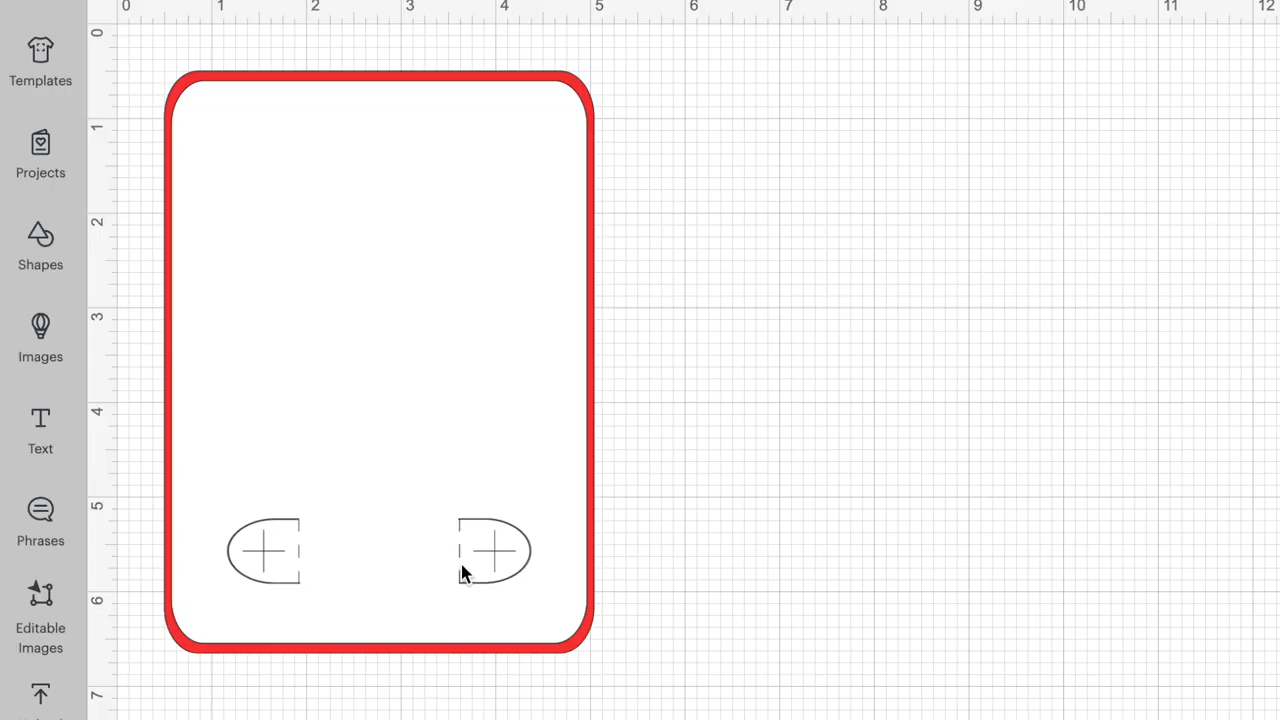 0 1 2 3 4 5 6 7 8 9 10 11 12
0
1
2
3
4
5
6
7
Templates
Projects
Shapes
Images
Text
Phrases
Editable
Images